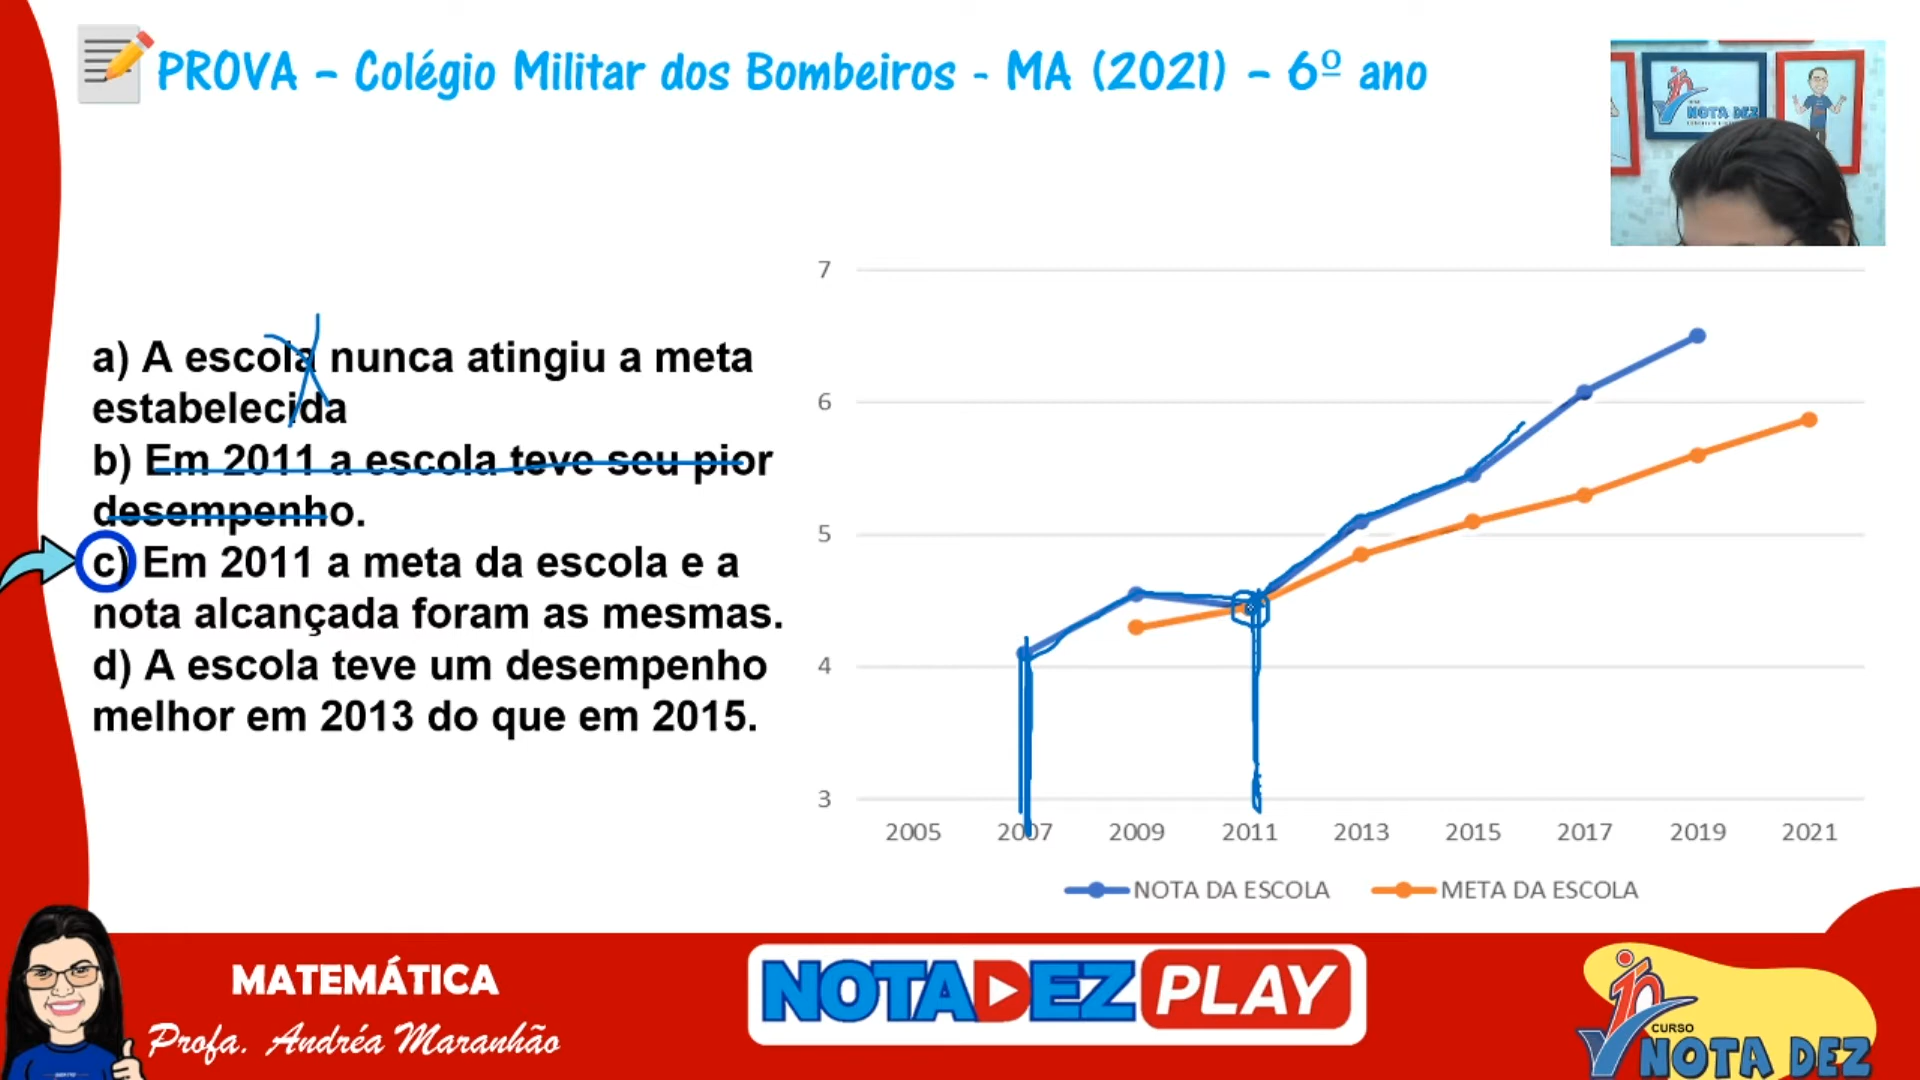 PROVA – Colégio Militar dos Bombeiros - MA (2021) – 6º ano
NOTA DEZ
a) A escola nunca atingiu a meta
estabelecida
b) Em 2011 a escola teve seu pior
desempenho.
c) Em 2011 a meta da escola e a
nota alcançada foram as mesmas.
d) A escola teve um desempenho
melhor em 2013 do que em 2015.
7
6
5
4
3
2005 2007 2009 2011 2013 2015 2017 2019 2021
NOTA DA ESCOLA META DA ESCOLA
MATEMÁTICA
Profa. Andréa Maranhão
NOTADEZ PLAY
CURSO
NOTA DEZ